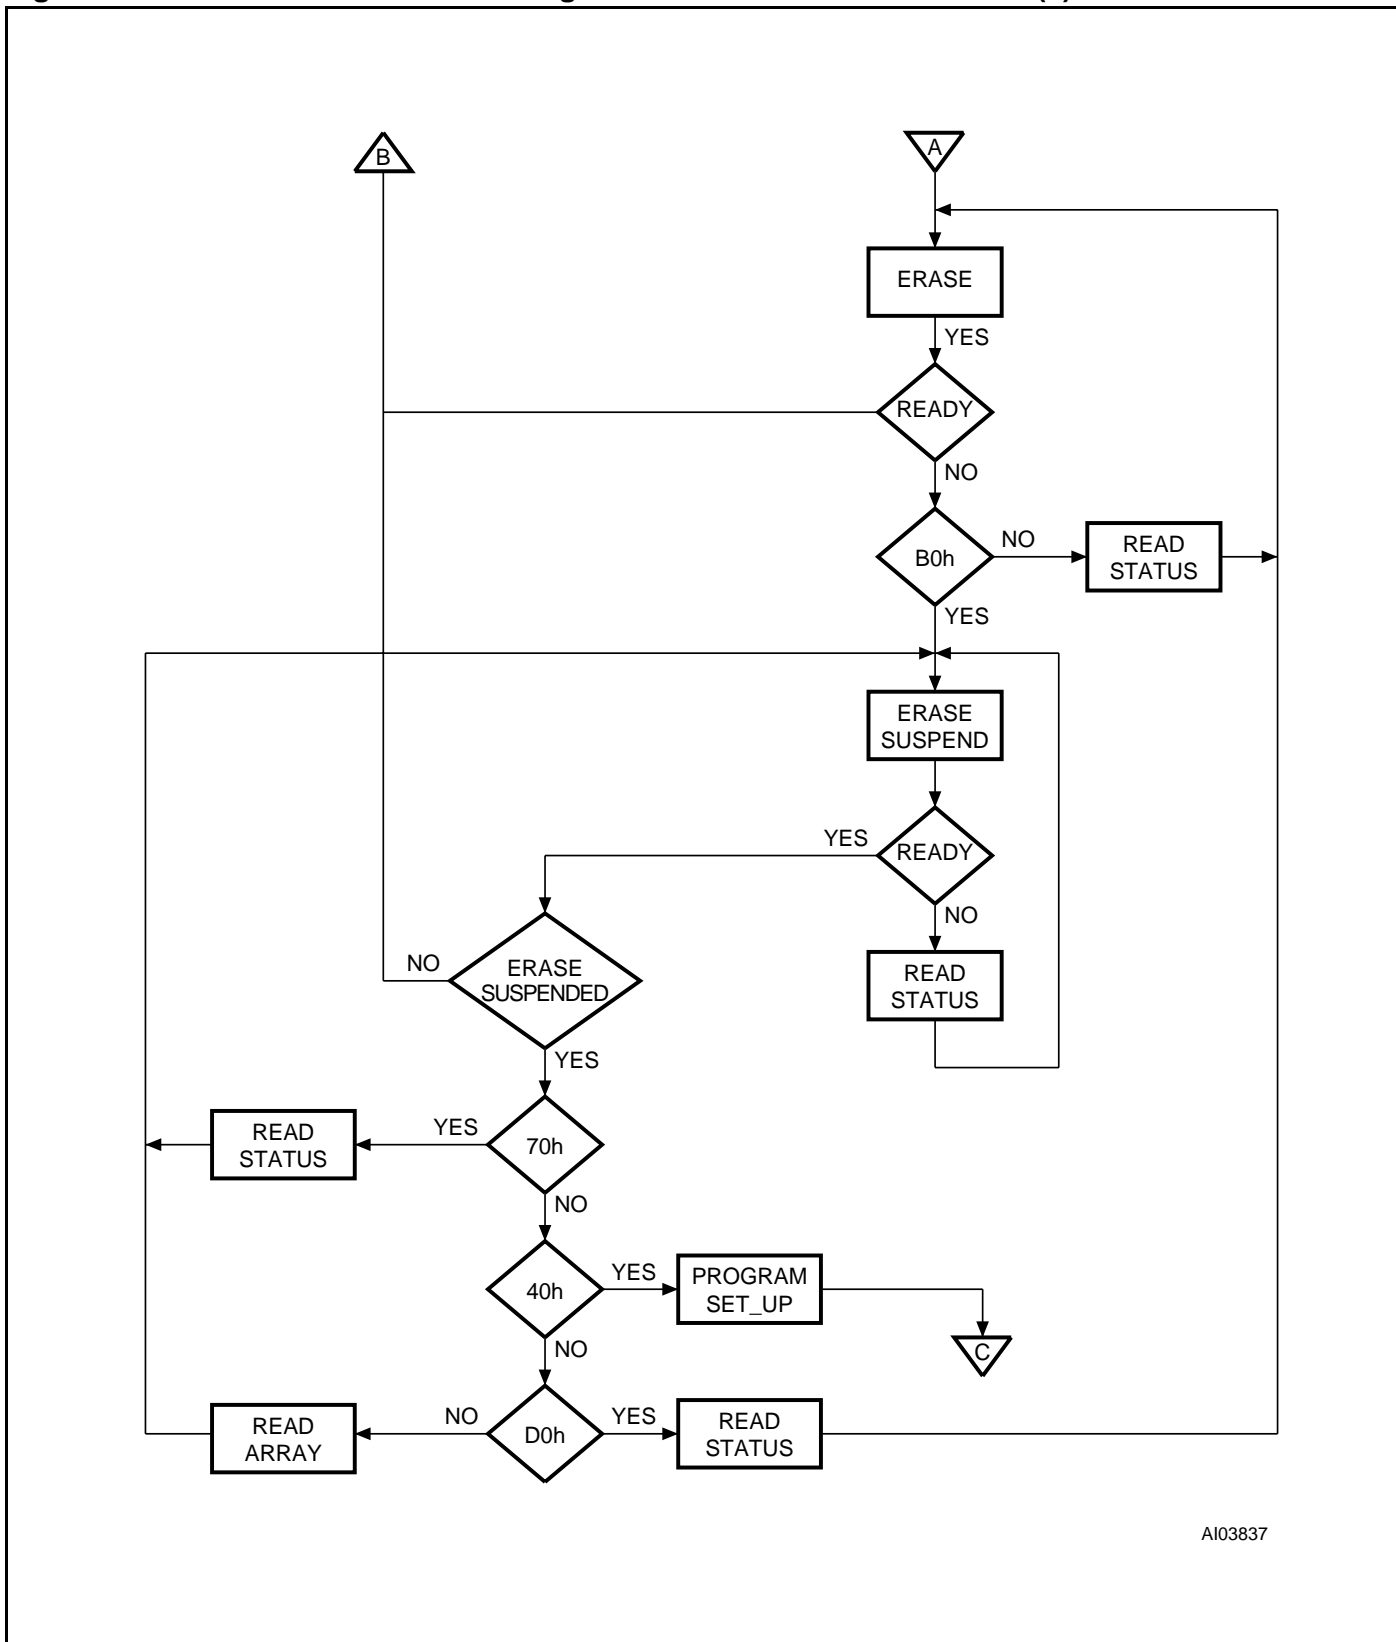 B
A
ERASE
YES
READY
NO
B0h
NO
READ
STATUS
YES
ERASE
SUSPEND
YES
READY
NO
READ
STATUS
NO
ERASE
SUSPENDED
YES
READ
STATUS
YES
70h
NO
40h
YES
PROGRAM
SET_UP
NO
C
READ
ARRAY
NO
D0h
YES
READ
STATUS
AI03837